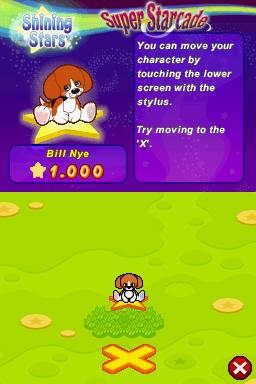 Shining
Stars
Super Starcade
You can move your
character by
touching the lower
screen with the
stylus.
Try moving to the
'X'.
Bill Nye
1.000